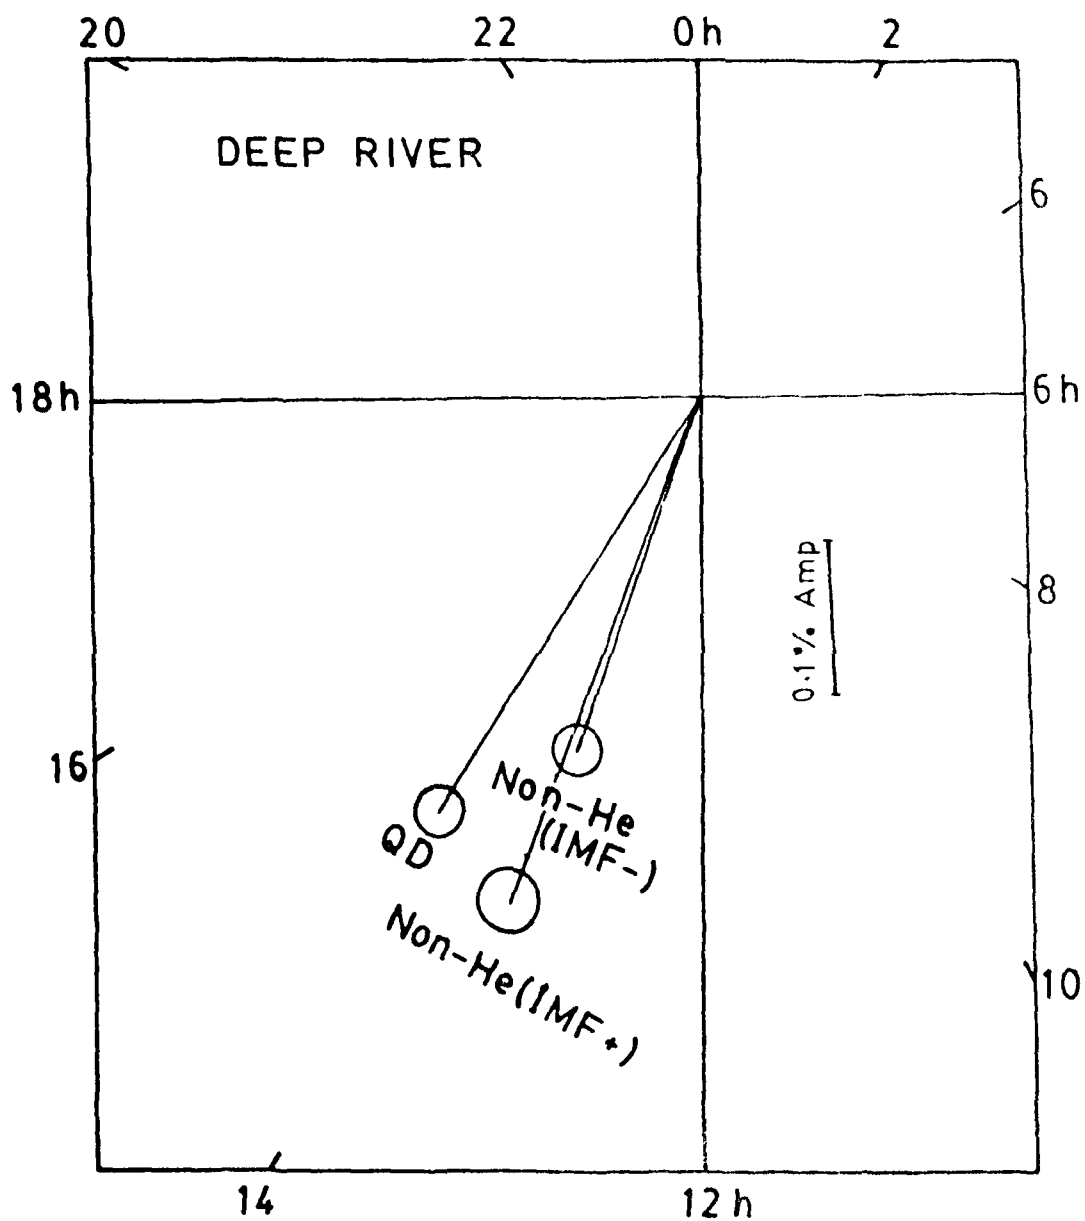 20 22 0h 2
DEEP RIVER
6
18h 6h
0.1% Amp
8
16
Non-He
(IMF-)
QD
Non-He(IMF+)
10
14 12h